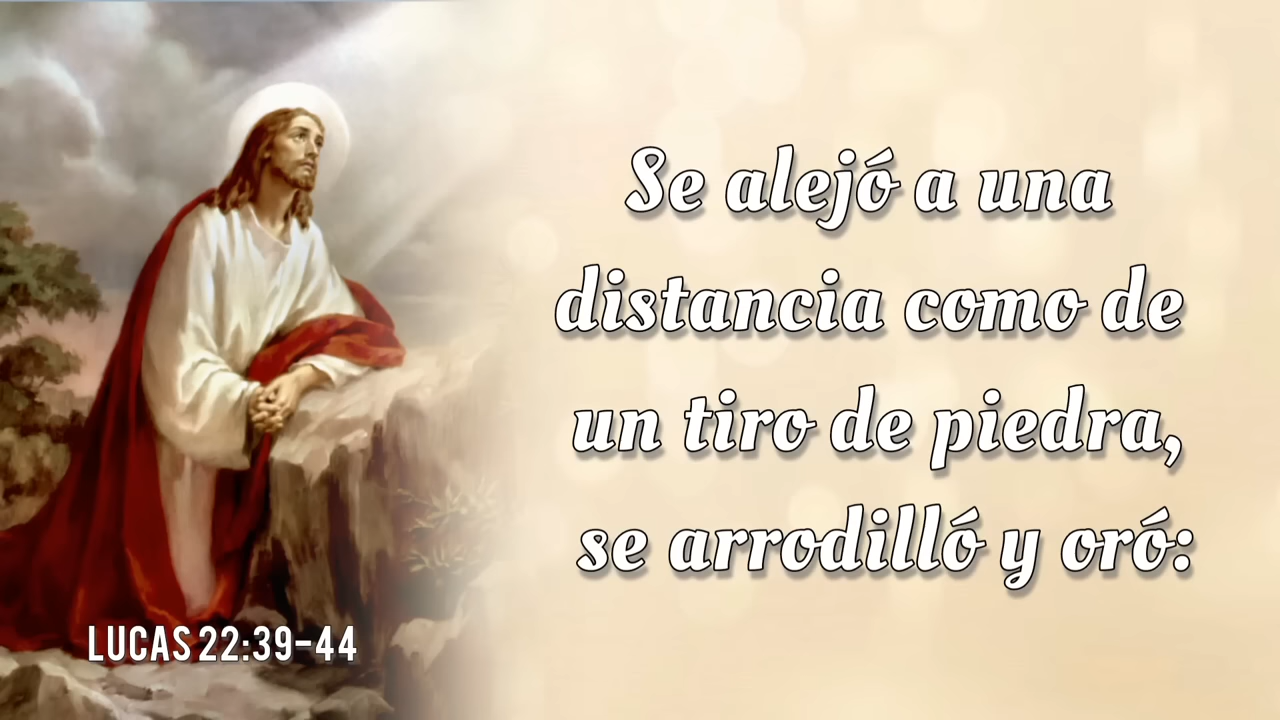 Se alejó a una
distancia como de
un tiro de piedra,
se arrodilló y oró:
LUCAS 22:39-44